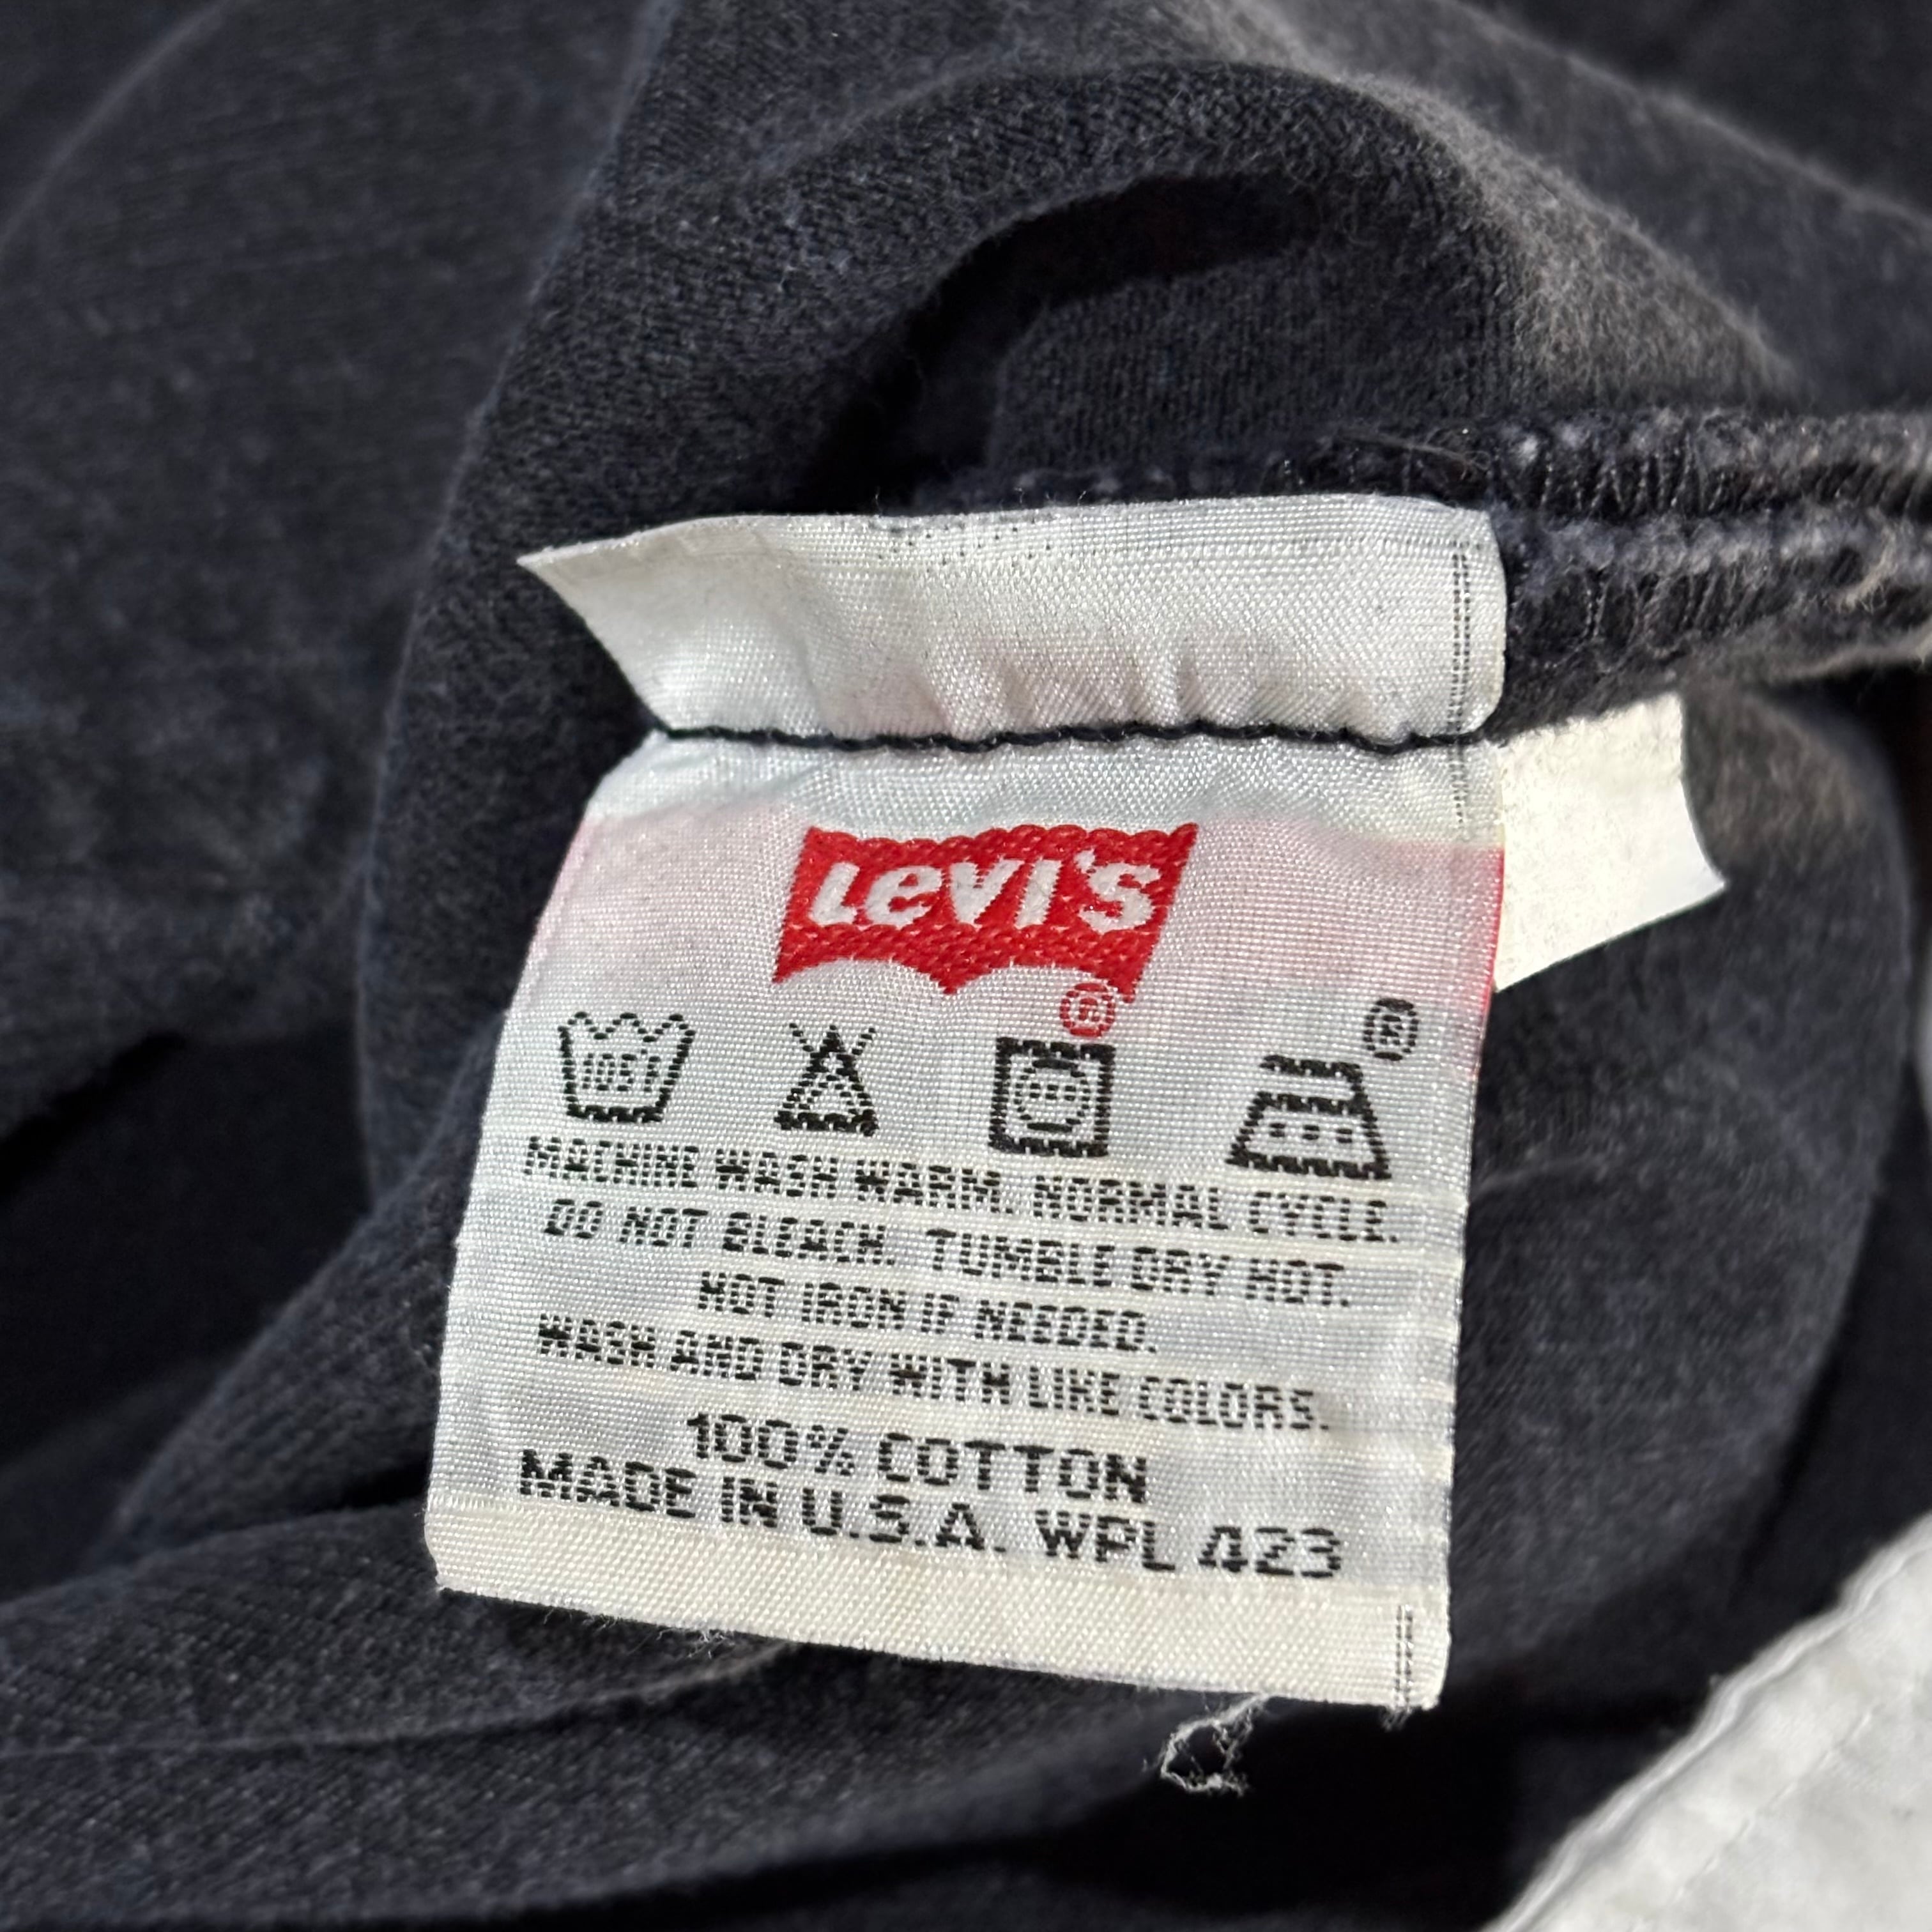 LEVI'S
®
®
105F
MACHINE WASH WARM. NORMAL CYCLE.
DO NOT BLEACH. TUMBLE DRY HOT.
HOT IRON IF NEEDED.
WASH AND DRY WITH LIKE COLORS.
100% COTTON
MADE IN U.S.A. WPL 423